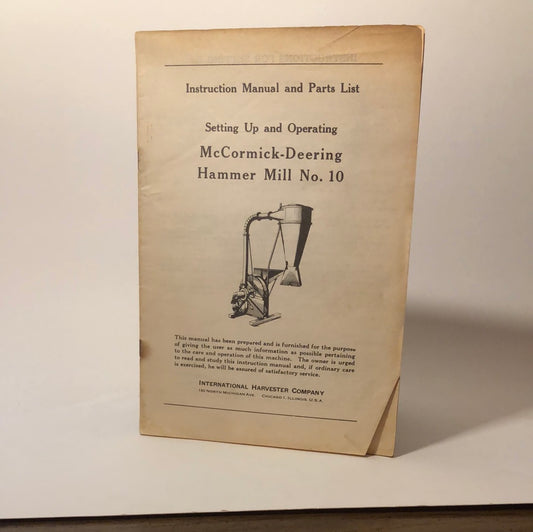 Instruction Manual and Parts List
Setting Up and Operating
McCormick-Deering
Hammer Mill No. 10
This manual has been prepared and is furnished for the purpose
of giving the user as much information as possible pertaining
to the care and operation of this machine. The owner is urged
to read and study this instruction manual and, if ordinary care
is exercised, he will be assured of satisfactory service.
INTERNATIONAL HARVESTER COMPANY
180 NORTH MICHIGAN AVE. CHICAGO 1, ILLINOIS, U.S.A.